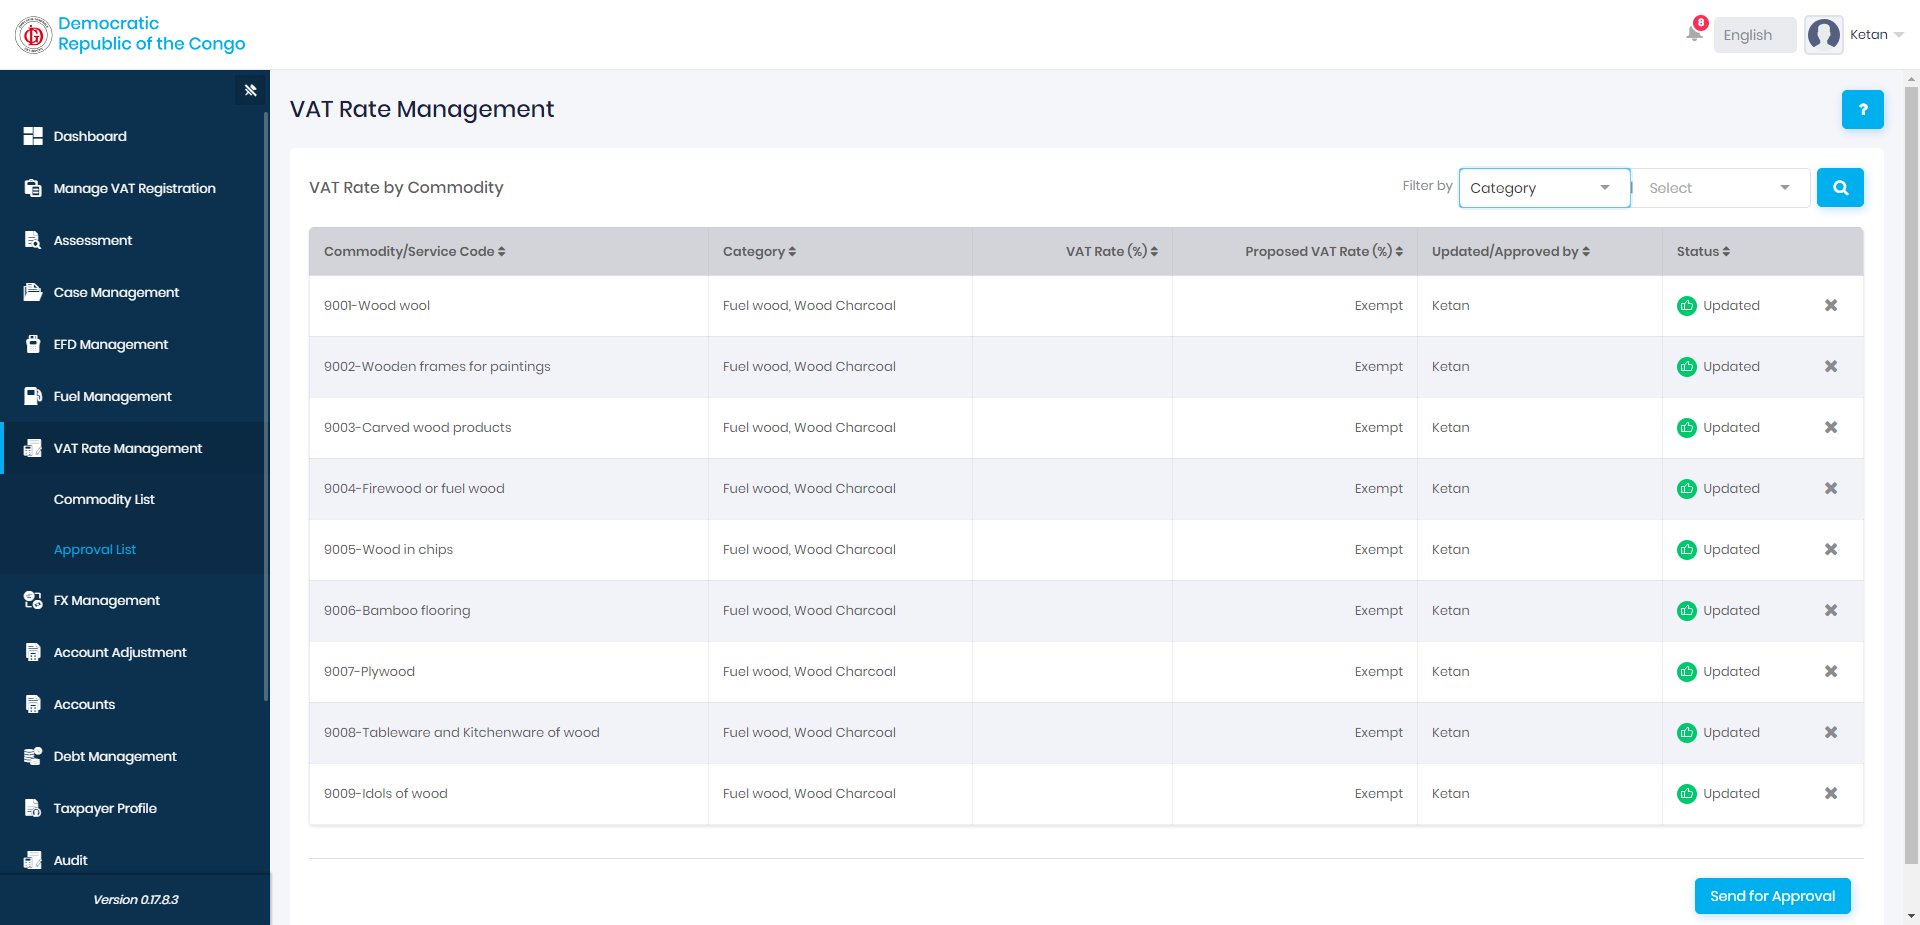 Democratic
Republic of the Congo
8
English
Ketan
Dashboard
Manage VAT Registration
Assessment
Case Management
EFD Management
Fuel Management
VAT Rate Management
Commodity List
Approval List
FX Management
Account Adjustment
Accounts
Debt Management
Taxpayer Profile
Audit
Version 0.17.8.3
VAT Rate Management
?
VAT Rate by Commodity
Filter by Category Select
Commodity/Service Code Category VAT Rate (%) Proposed VAT Rate (%) Updated/Approved by Status
9001-Wood wool Fuel wood, Wood Charcoal Exempt Ketan Updated
9002-Wooden frames for paintings Fuel wood, Wood Charcoal Exempt Ketan Updated
9003-Carved wood products Fuel wood, Wood Charcoal Exempt Ketan Updated
9004-Firewood or fuel wood Fuel wood, Wood Charcoal Exempt Ketan Updated
9005-Wood in chips Fuel wood, Wood Charcoal Exempt Ketan Updated
9006-Bamboo flooring Fuel wood, Wood Charcoal Exempt Ketan Updated
9007-Plywood Fuel wood, Wood Charcoal Exempt Ketan Updated
9008-Tableware and Kitchenware of wood Fuel wood, Wood Charcoal Exempt Ketan Updated
9009-Idols of wood Fuel wood, Wood Charcoal Exempt Ketan Updated
Send for Approval